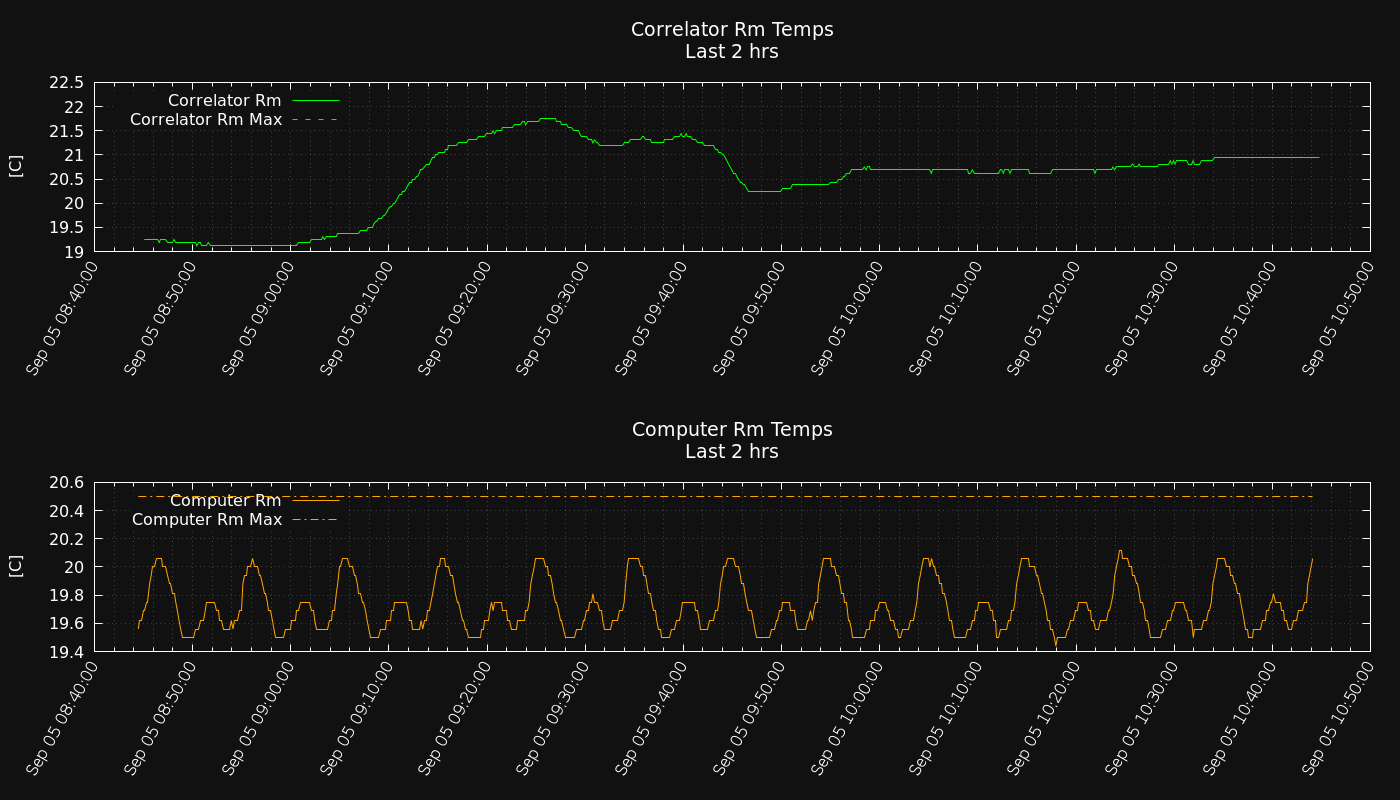 Correlator Rm Temps
Last 2 hrs
22.5
22
21.5
21
20.5
20
19.5
19
[C]
Correlator Rm
Correlator Rm Max
Sep 05 08:40:00
Sep 05 08:50:00
Sep 05 09:00:00
Sep 05 09:10:00
Sep 05 09:20:00
Sep 05 09:30:00
Sep 05 09:40:00
Sep 05 09:50:00
Sep 05 10:00:00
Sep 05 10:10:00
Sep 05 10:20:00
Sep 05 10:30:00
Sep 05 10:40:00
Sep 05 10:50:00
Computer Rm Temps
Last 2 hrs
20.6
20.4
20.2
20
19.8
19.6
19.4
[C]
Computer Rm
Computer Rm Max
Sep 05 08:40:00
Sep 05 08:50:00
Sep 05 09:00:00
Sep 05 09:10:00
Sep 05 09:20:00
Sep 05 09:30:00
Sep 05 09:40:00
Sep 05 09:50:00
Sep 05 10:00:00
Sep 05 10:10:00
Sep 05 10:20:00
Sep 05 10:30:00
Sep 05 10:40:00
Sep 05 10:50:00